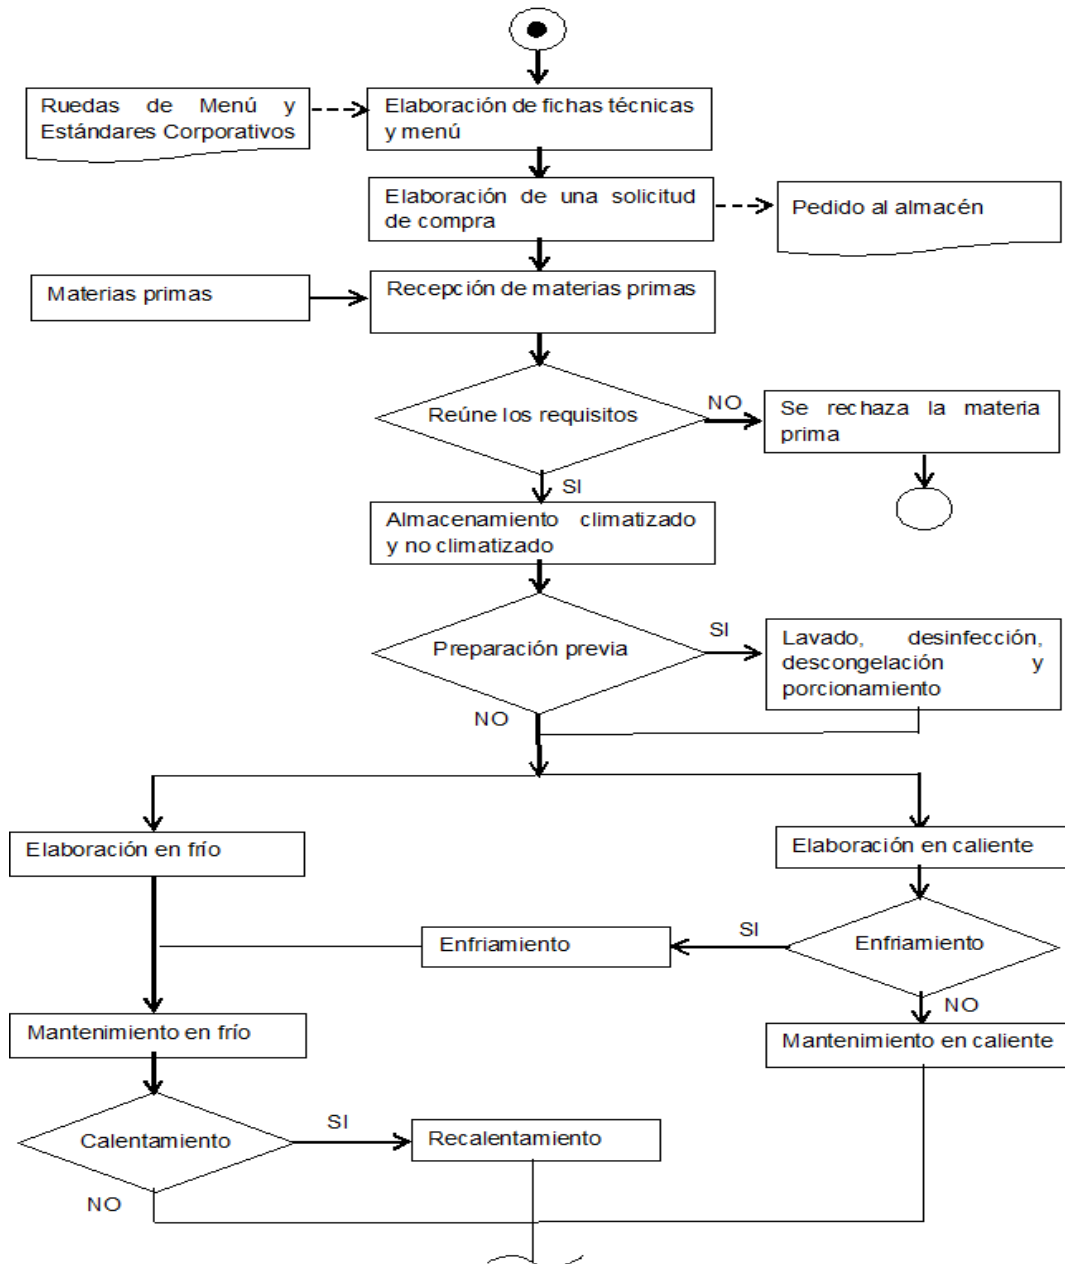 Ruedas de Menú y
Estándares Corporativos
Elaboración de fichas técnicas
y menú
Elaboración de una solicitud
de compra
Pedido al almacén
Materias primas
Recepción de materias primas
Reúne los requisitos
NO
Se rechaza la materia
prima
SI
Almacenamiento climatizado
y no climatizado
Preparación previa
SI
Lavado, desinfección,
descongelación y
porcionamiento
NO
Elaboración en frío
Elaboración en caliente
Enfriamiento
SI
Enfriamiento
NO
Mantenimiento en frío
Mantenimiento en caliente
Calentamiento
SI
Recalentamiento
NO